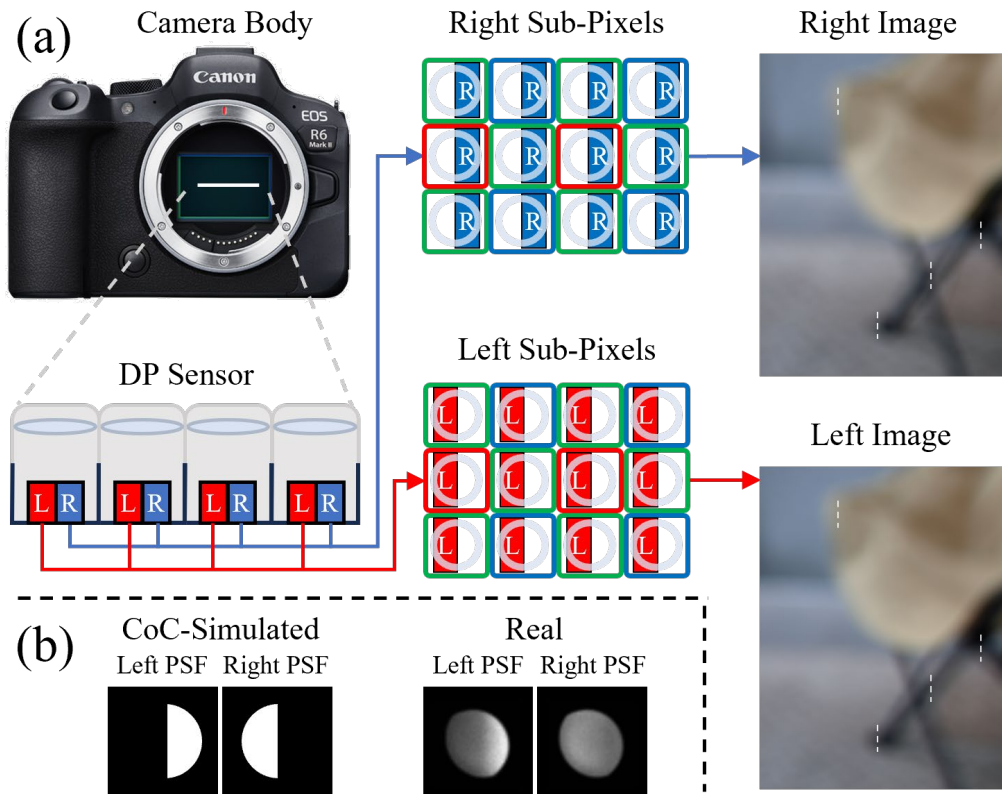 (a)
Camera Body
Right Sub-Pixels
Right Image
Canon
EOS
R6
Mark II
R R R R
R R R R
R R R R
DP Sensor
Left Sub-Pixels
Left Image
L R L R L R L R
L L L L
L L L L
L L L L
(b)
CoC-Simulated
Real
Left PSF Right PSF
Left PSF Right PSF